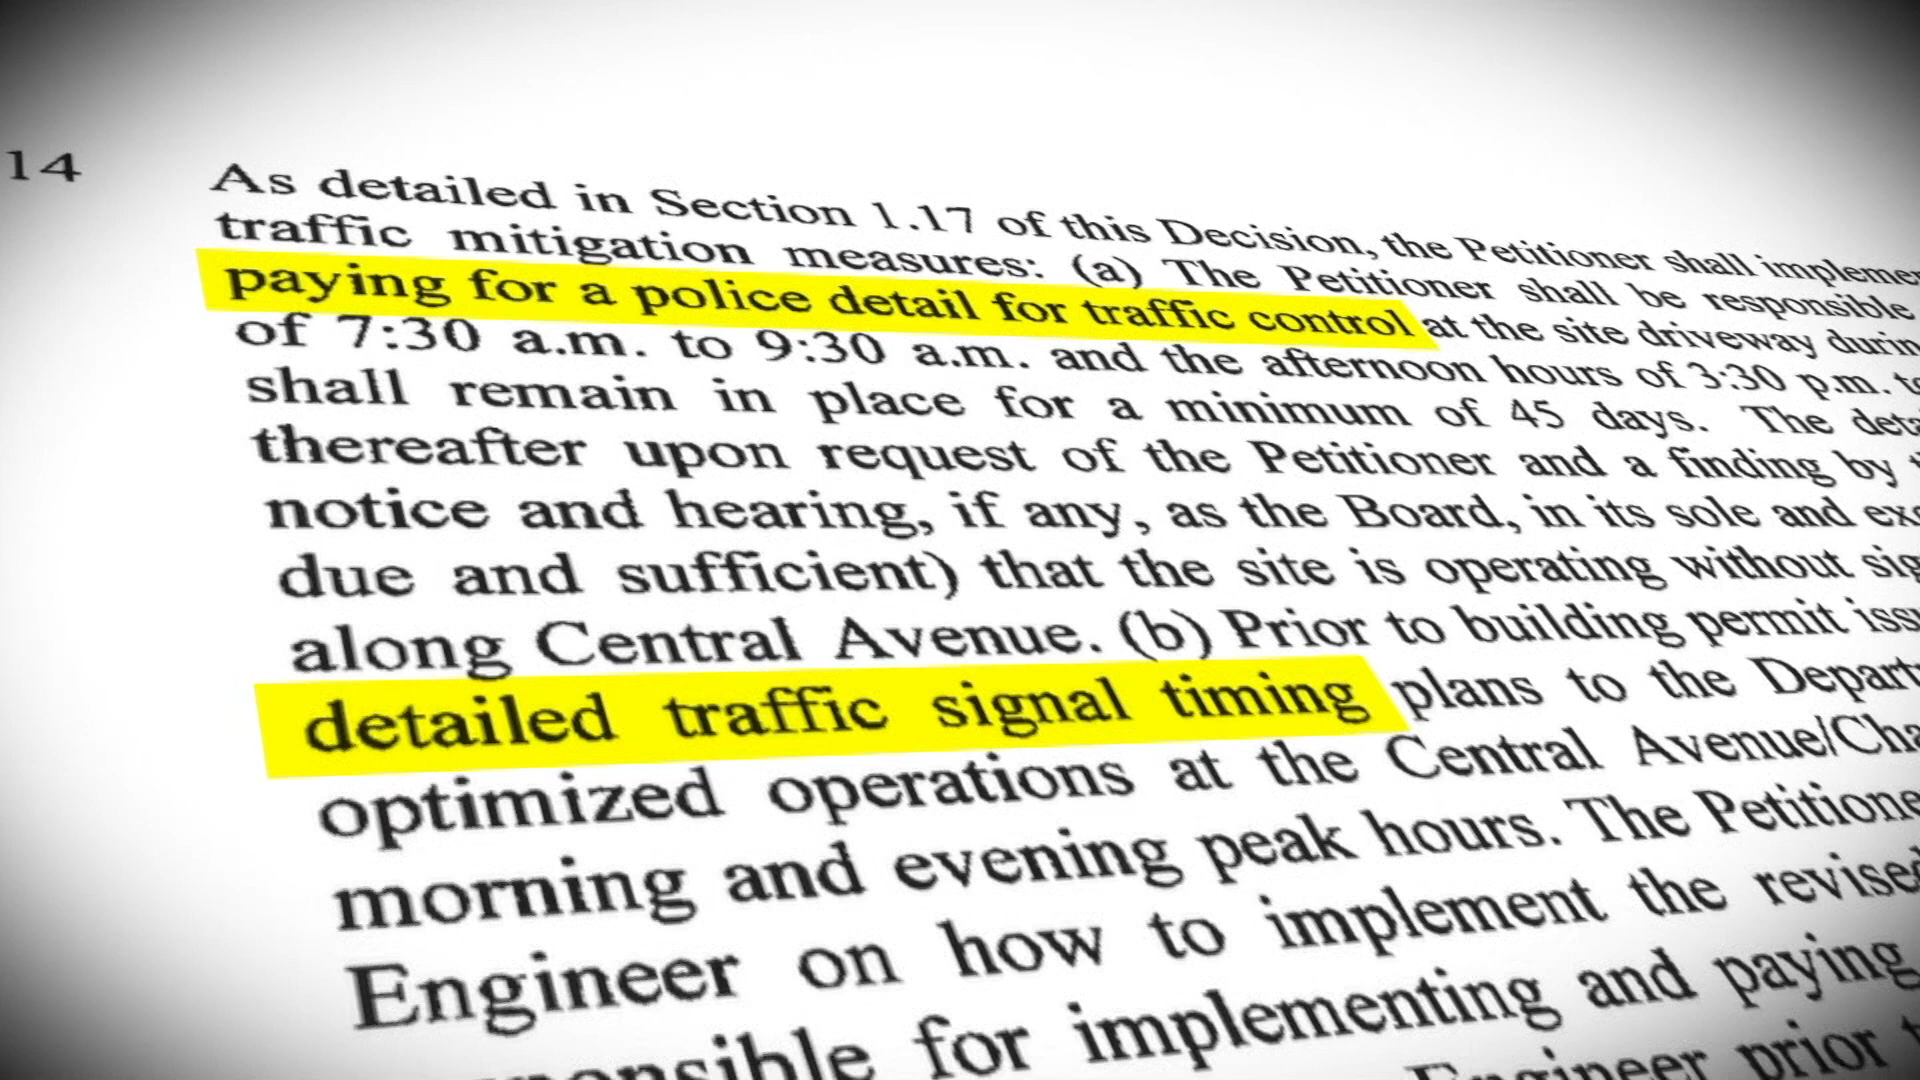 14 As detailed in Section 1.17 of this Decision, the Petitioner shall
traffic mitigation measures: (a) The Petitioner shall be responsible
paying for a police detail for traffic control at the site driveway
of 7:30 a.m. to 9:30 a.m. and the afternoon hours of 3:30 p.m.
shall remain in place for a minimum of 45 days. The
thereafter upon request of the Petitioner and a finding by
notice and hearing, if any, as the Board, in its sole and
due and sufficient) that the site is operating without
along Central Avenue. (b) Prior to building permit
detailed traffic signal timing plans to the
optimized operations at the Central Avenue/
morning and evening peak hours. The
Engineer on how to implement the
for implementing and paying
prior